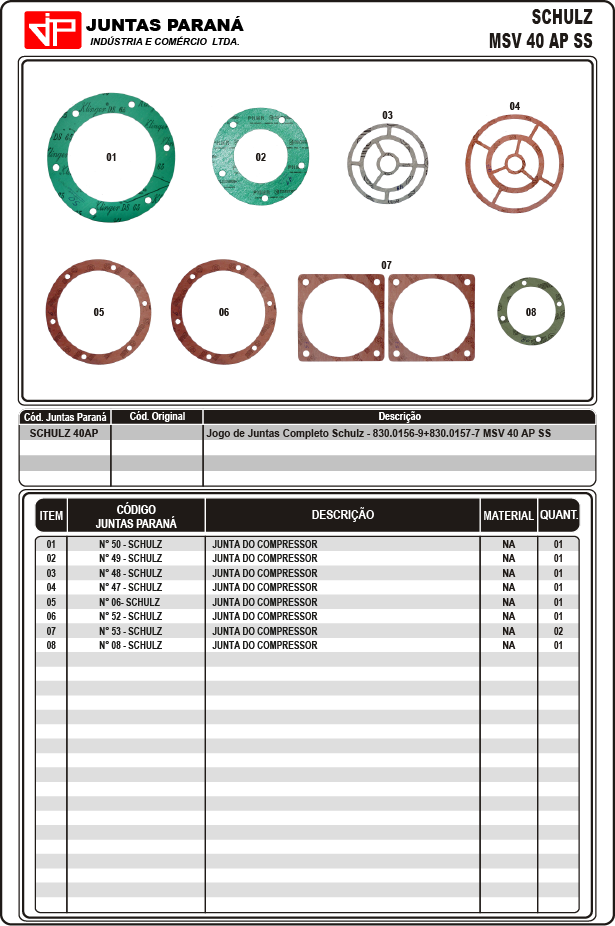 JP JUNTAS PARANÁ
INDÚSTRIA E COMÉRCIO LTDA.
SCHULZ
MSV 40 AP SS
01
02
03
04
05
06
07
08
Cód. Juntas Paraná Cód. Original Descrição
SCHULZ 40AP Jogo de Juntas Completo Schulz - 830.0156-9+830.0157-7 MSV 40 AP SS
ITEM CÓDIGO JUNTAS PARANÁ DESCRIÇÃO MATERIAL QUANT.
01 N° 50 - SCHULZ JUNTA DO COMPRESSOR NA 01
02 N° 49 - SCHULZ JUNTA DO COMPRESSOR NA 01
03 N° 48 - SCHULZ JUNTA DO COMPRESSOR NA 01
04 N° 47 - SCHULZ JUNTA DO COMPRESSOR NA 01
05 N° 06- SCHULZ JUNTA DO COMPRESSOR NA 01
06 N° 52 - SCHULZ JUNTA DO COMPRESSOR NA 01
07 N° 53 - SCHULZ JUNTA DO COMPRESSOR NA 02
08 N° 08 - SCHULZ JUNTA DO COMPRESSOR NA 01